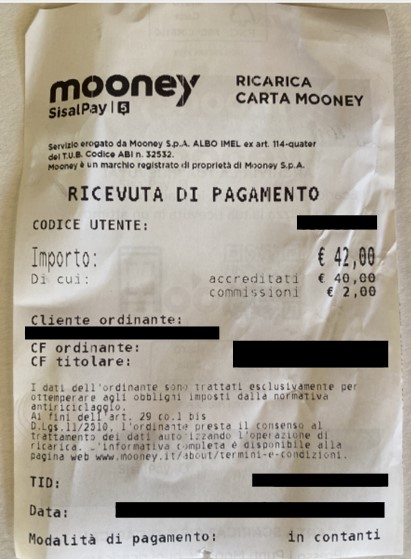 mooney
SisalPay | 5
RICARICA
CARTA MOONEY
Servizio erogato da Mooney S.p.A. ALBO IMEL ex art. 114-quater
del T.U.B. Codice ABI n. 32532.
Mooney è un marchio registrato di proprietà di Mooney S.p.A.
RICEVUTA DI PAGAMENTO
CODICE UTENTE:
Importo: € 42,00
Di cui: accreditati € 40,00
commissioni € 2,00
Cliente ordinante:
CF ordinante:
CF titolare:
I dati dell'ordinante sono trattati esclusivamente per
ottemperare agli obblighi imposti dalla normativa
antiriciclaggio.
Ai fini dell'art. 29 co.1 bis
D.Lgs.11/2010, l'ordinante presta il consenso al
trattamento dei dati autorizzando l'operazione di
ricarica. L'informativa completa è disponibile alla
pagina web www.mooney.it/about/termini-e-condizioni.
TID:
Data:
Modalità di pagamento: in contanti